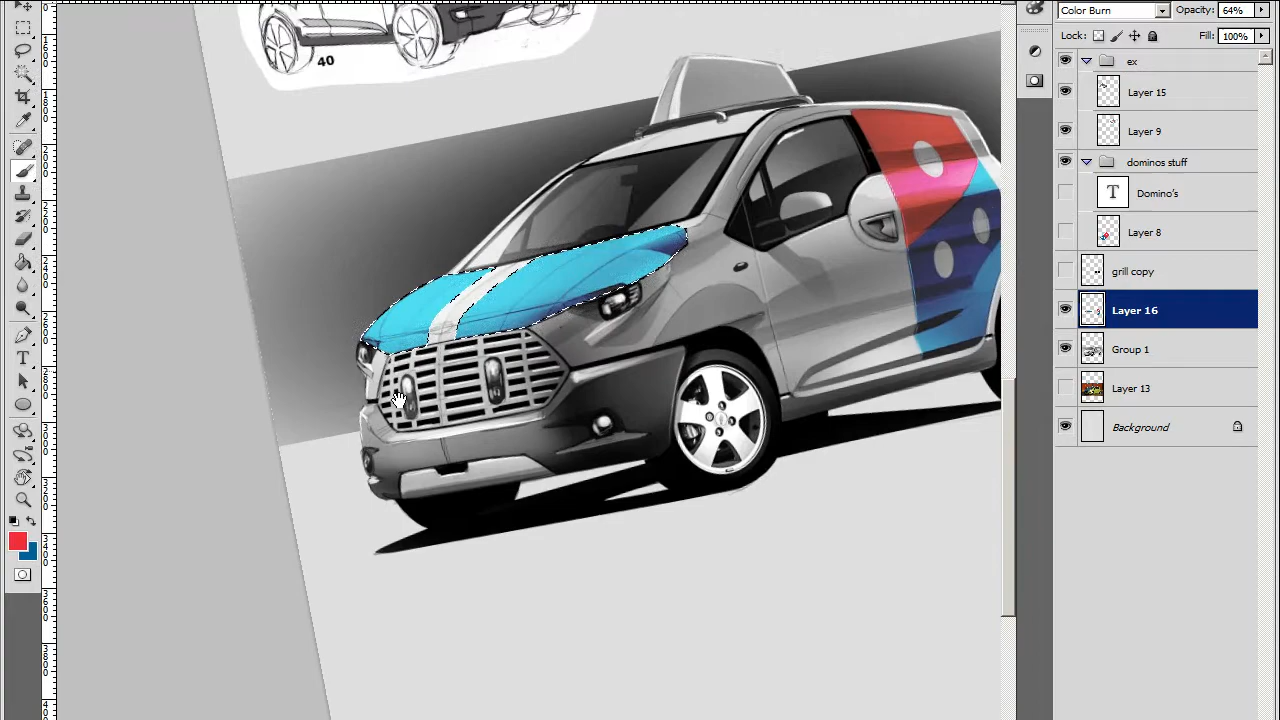 Color Burn
Opacity: 64%
Lock:
Fill: 100%
40
ex
Layer 15
Layer 9
dominos stuff
T Domino's
Layer 8
grill copy
Layer 16
Group 1
Layer 13
Background